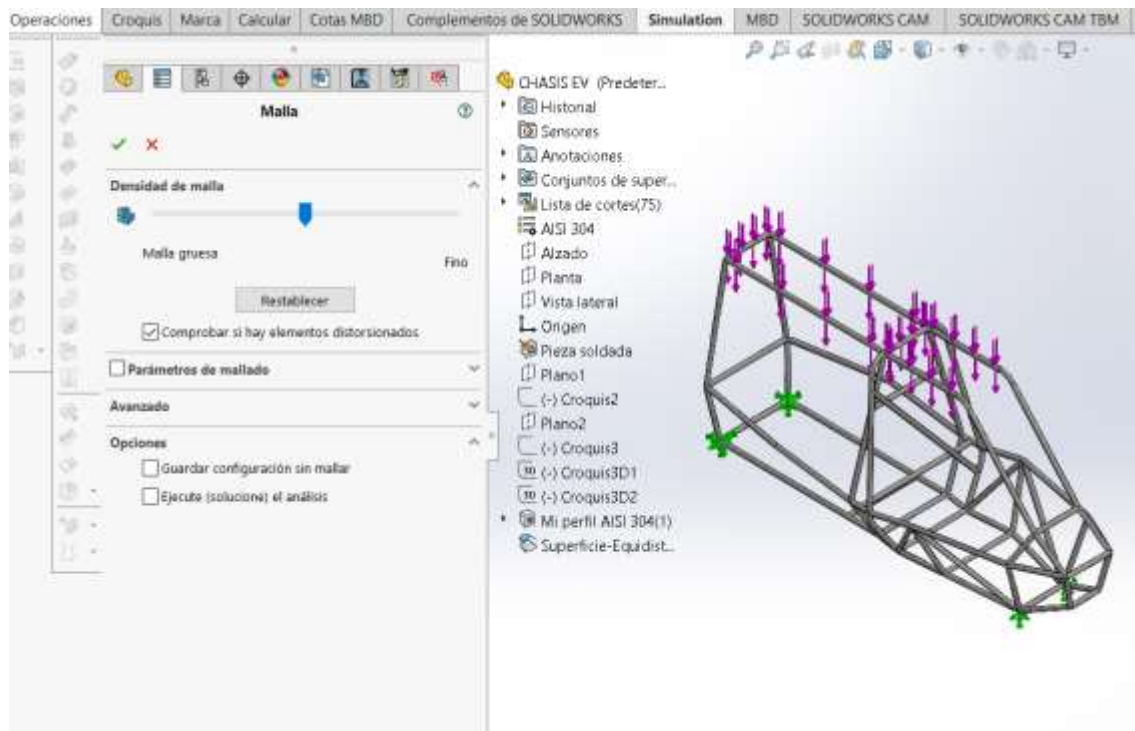 Operaciones Croquis Marca Calcular Cotas MBD Complementos de SOLIDWORKS Simulation MBD SOLIDWORKS CAM SOLIDWORKS CAM TBM
Malla
Densidad de malla
Malla gruesa
Fino
Restablecer
Comprobar si hay elementos distorsionados
Parámetros de mallado
Avanzado
Opciones
Guardar configuración sin mallar
Ejecute (solucione) el análisis
CHASIS EV (Predeter...
Historial
Sensores
Anotaciones
Conjuntos de super...
Lista de cortes(75)
AISI 304
Alzado
Planta
Vista lateral
Origen
Pieza soldada
Plano1
(-) Croquis2
Plano2
(-) Croquis3
3D (-) Croquis3D1
3D (-) Croquis3D2
Mi perfil AISI 304(1)
Superficie-Equidist...